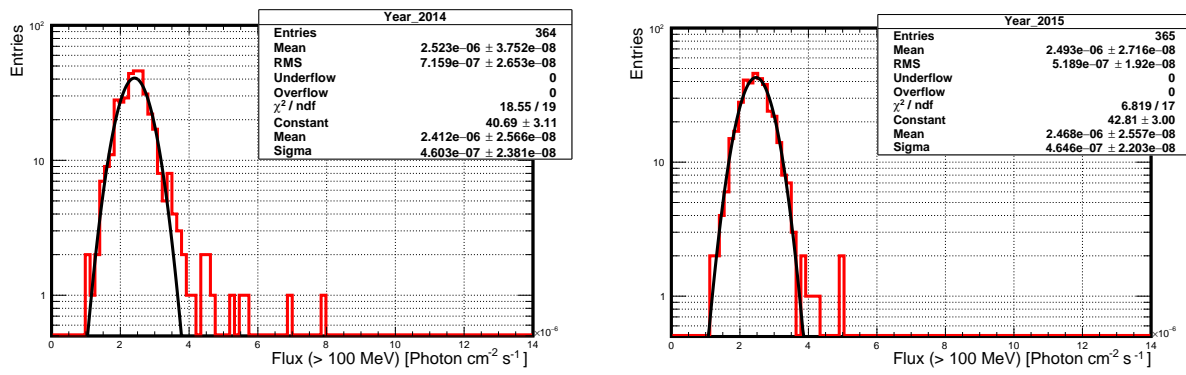 Year_2014
Entries 364
Mean 2.523e−06 ± 3.752e−08
RMS 7.159e−07 ± 2.653e−08
Underflow 0
Overflow 0
χ² / ndf 18.55 / 19
Constant 40.69 ± 3.11
Mean 2.412e−06 ± 2.566e−08
Sigma 4.603e−07 ± 2.381e−08
Entries
10²
10
1
0 2 4 6 8 10 12 14
×10⁻⁶
Flux (> 100 MeV) [Photon cm⁻² s⁻¹]
Year_2015
Entries 365
Mean 2.493e−06 ± 2.716e−08
RMS 5.189e−07 ± 1.92e−08
Underflow 0
Overflow 0
χ² / ndf 6.819 / 17
Constant 42.81 ± 3.00
Mean 2.468e−06 ± 2.557e−08
Sigma 4.646e−07 ± 2.203e−08
Entries
10²
10
1
0 2 4 6 8 10 12 14
×10⁻⁶
Flux (> 100 MeV) [Photon cm⁻² s⁻¹]